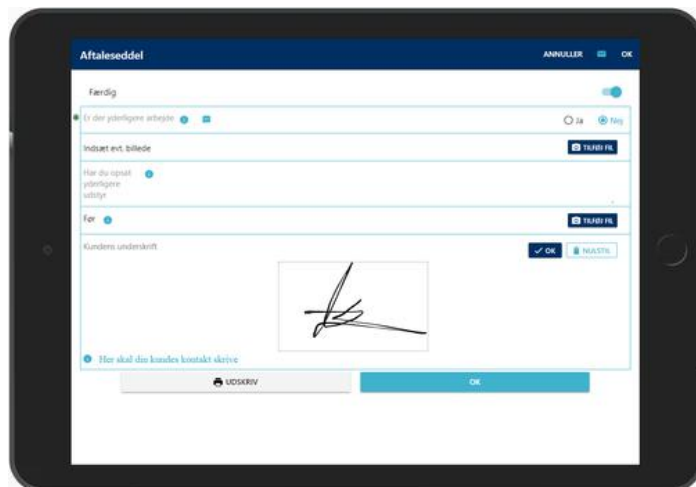 Aftaleseddel ANNULLER OK
Færdig
Er der yderligere arbejde Ja Nej
Indsæt evt. billede TILFØJ FIL
Har du opsat
yderligere
udstyr
Før TILFØJ FIL
Kundens underskrift OK NULSTIL
Her skal din kundes kontakt skrive
UDSKRIV OK